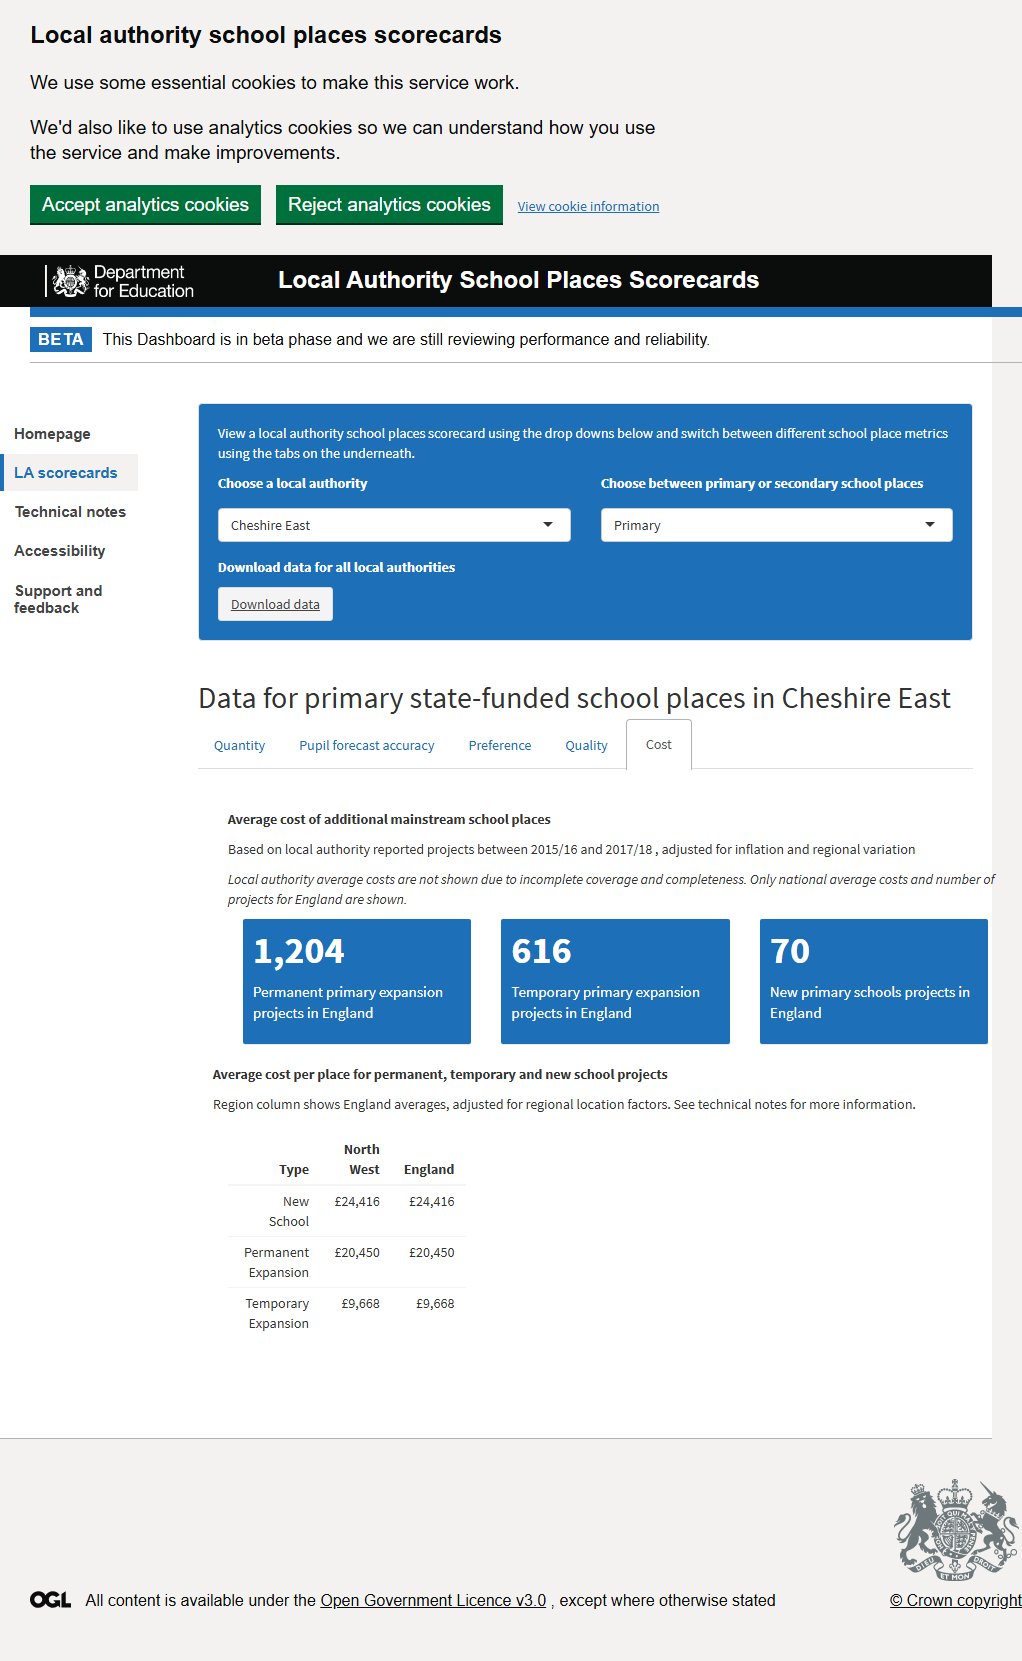 Local authority school places scorecards
We use some essential cookies to make this service work.
We'd also like to use analytics cookies so we can understand how you use
the service and make improvements.
Accept analytics cookies
Reject analytics cookies
View cookie information
Department
for Education
Local Authority School Places Scorecards
BETA
This Dashboard is in beta phase and we are still reviewing performance and reliability.
Homepage
LA scorecards
Technical notes
Accessibility
Support and
feedback
View a local authority school places scorecard using the drop downs below and switch between different school place metrics
using the tabs on the underneath.
Choose a local authority
Choose between primary or secondary school places
Cheshire East
Primary
Download data for all local authorities
Download data
Data for primary state-funded school places in Cheshire East
Quantity
Pupil forecast accuracy
Preference
Quality
Cost
Average cost of additional mainstream school places
Based on local authority reported projects between 2015/16 and 2017/18 , adjusted for inflation and regional variation
Local authority average costs are not shown due to incomplete coverage and completeness. Only national average costs and number of
projects for England are shown.
1,204
Permanent primary expansion
projects in England
616
Temporary primary expansion
projects in England
70
New primary schools projects in
England
Average cost per place for permanent, temporary and new school projects
Region column shows England averages, adjusted for regional location factors. See technical notes for more information.
North
Type West England
New £24,416 £24,416
School
Permanent £20,450 £20,450
Expansion
Temporary £9,668 £9,668
Expansion
DIEU ET MON DROIT
OGL
All content is available under the Open Government Licence v3.0 , except where otherwise stated
© Crown copyright